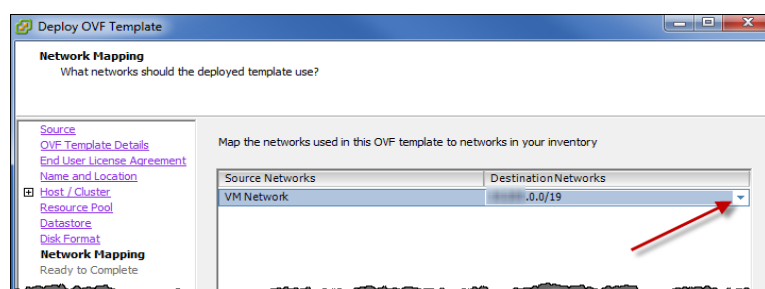 Deploy OVF Template
Network Mapping
What networks should the deployed template use?
Source
OVF Template Details
End User License Agreement
Name and Location
Host / Cluster
Resource Pool
Datastore
Disk Format
Network Mapping
Ready to Complete
Map the networks used in this OVF template to networks in your inventory
Source Networks DestinationNetworks
VM Network .0.0/19